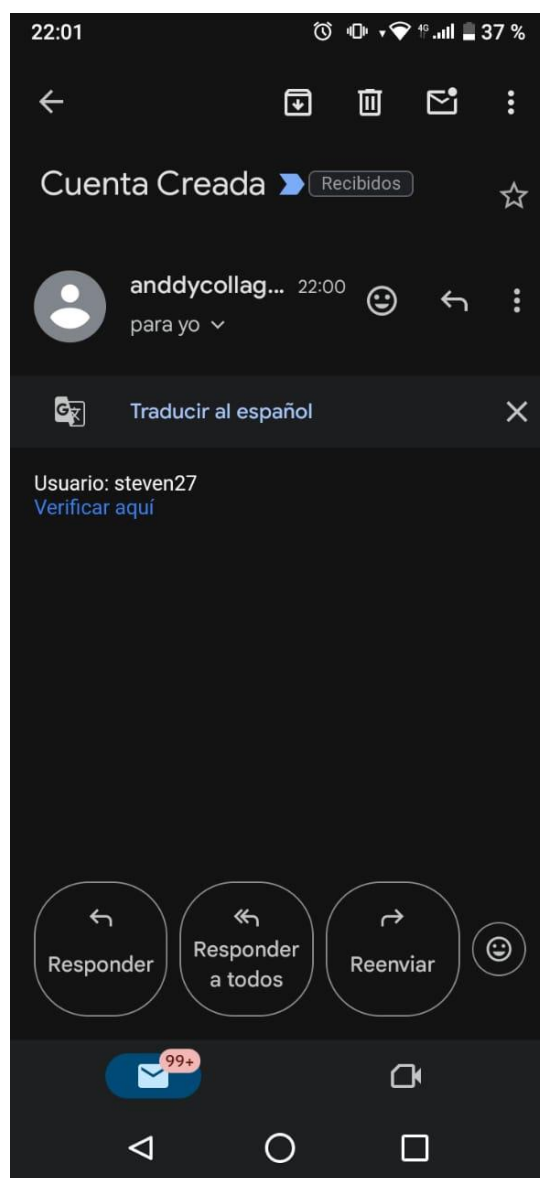 22:01 4G 37 %
Cuenta Creada Recibidos
anddycollag... 22:00
para yo
Traducir al español
Usuario: steven27
Verificar aquí
Responder
Responder
a todos
Reenviar
99+